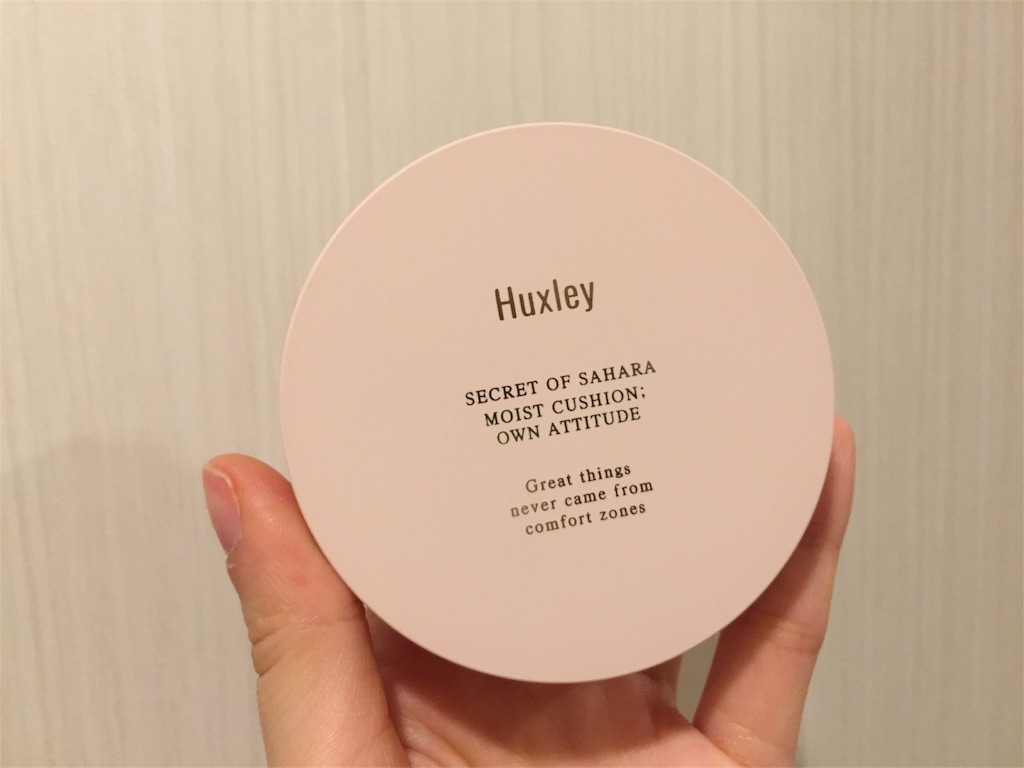 Huxley
SECRET OF SAHARA
MOIST CUSHION;
OWN ATTITUDE
Great things
never came from
comfort zones